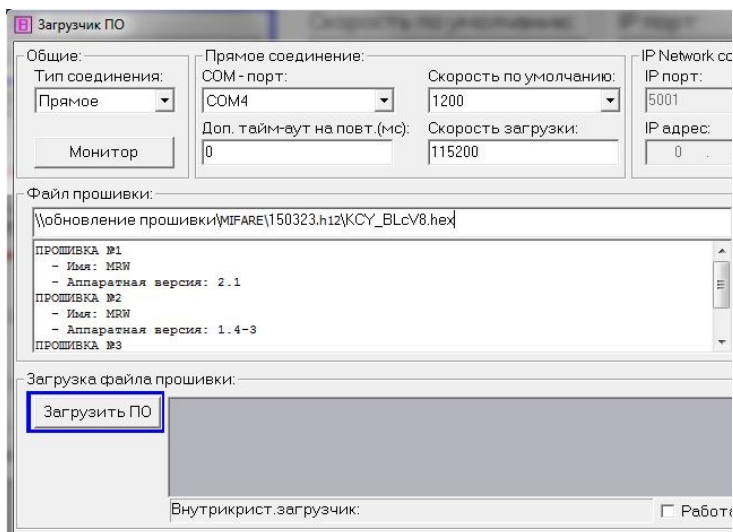 Загрузчик ПО
Общие:
Тип соединения:
Прямое
Монитор
Прямое соединение:
COM-порт:
Скорость по умолчанию:
COM4
1200
Доп. тайм-аут на повт.(мс):
Скорость загрузки:
0
115200
IP Network co
IP порт:
5001
IP адрес:
0 .
Файл прошивки:
\\обновление прошивки\MIFARE\150323.h12\KCY_BLcV8.hex
ПРОШИВКА №1
- Имя: MRW
- Аппаратная версия: 2.1
ПРОШИВКА №2
- Имя: MRW
- Аппаратная версия: 1.4-3
ПРОШИВКА №3
Загрузка файла прошивки:
Загрузить ПО
Внутрикрист.загрузчик:
Работа